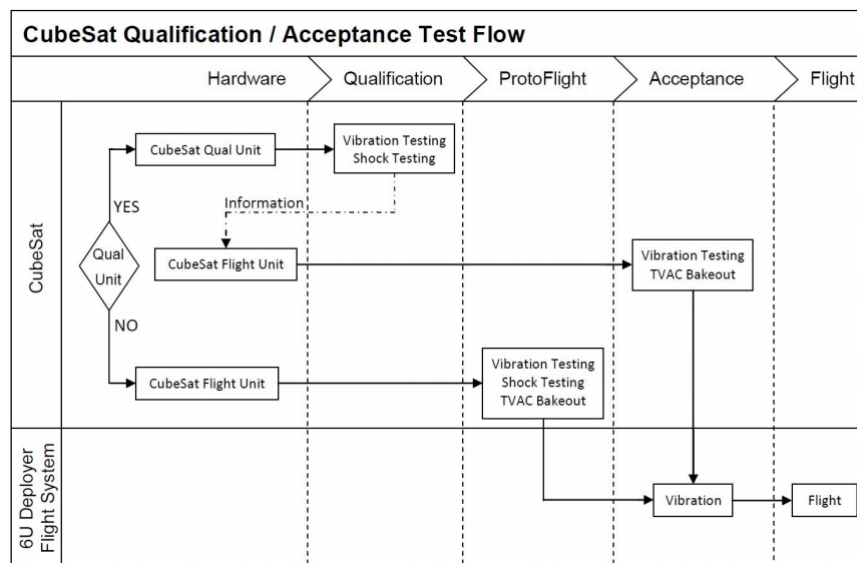 CubeSat Qualification / Acceptance Test Flow
Hardware
Qualification
ProtoFlight
Acceptance
Flight
CubeSat
CubeSat Qual Unit
Vibration Testing
Shock Testing
YES
Information
Qual
Unit
CubeSat Flight Unit
Vibration Testing
TVAC Bakeout
NO
CubeSat Flight Unit
Vibration Testing
Shock Testing
TVAC Bakeout
6U Deployer
Flight System
Vibration
Flight